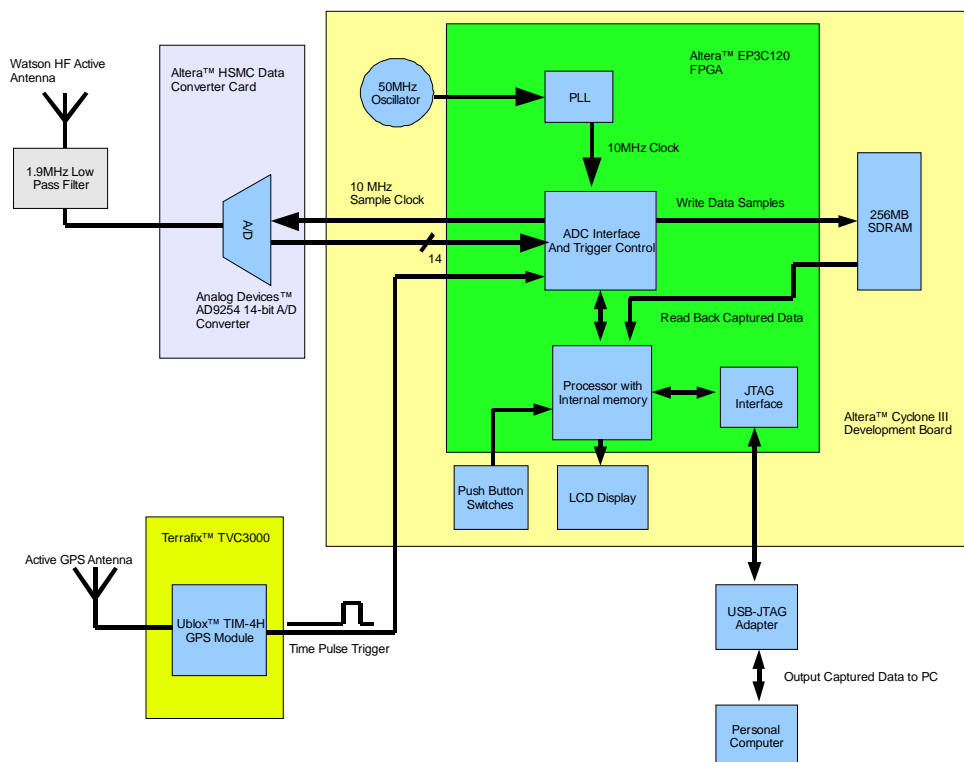 Watson HF Active
Antenna
1.9MHz Low
Pass Filter
Altera™ HSMC Data
Converter Card
A/D
Analog Devices™
AD9254 14-bit A/D
Converter
50MHz
Oscillator
Altera™ EP3C120
FPGA
PLL
10MHz Clock
10 MHz
Sample Clock
14
ADC Interface
And Trigger Control
Write Data Samples
256MB
SDRAM
Read Back Captured Data
Processor with
Internal memory
JTAG
Interface
Altera™ Cyclone III
Development Board
Push Button
Switches
LCD Display
Terrafix™ TVC3000
Active GPS Antenna
Ublox™ TIM-4H
GPS Module
Time Pulse Trigger
USB-JTAG
Adapter
Output Captured Data to PC
Personal
Computer